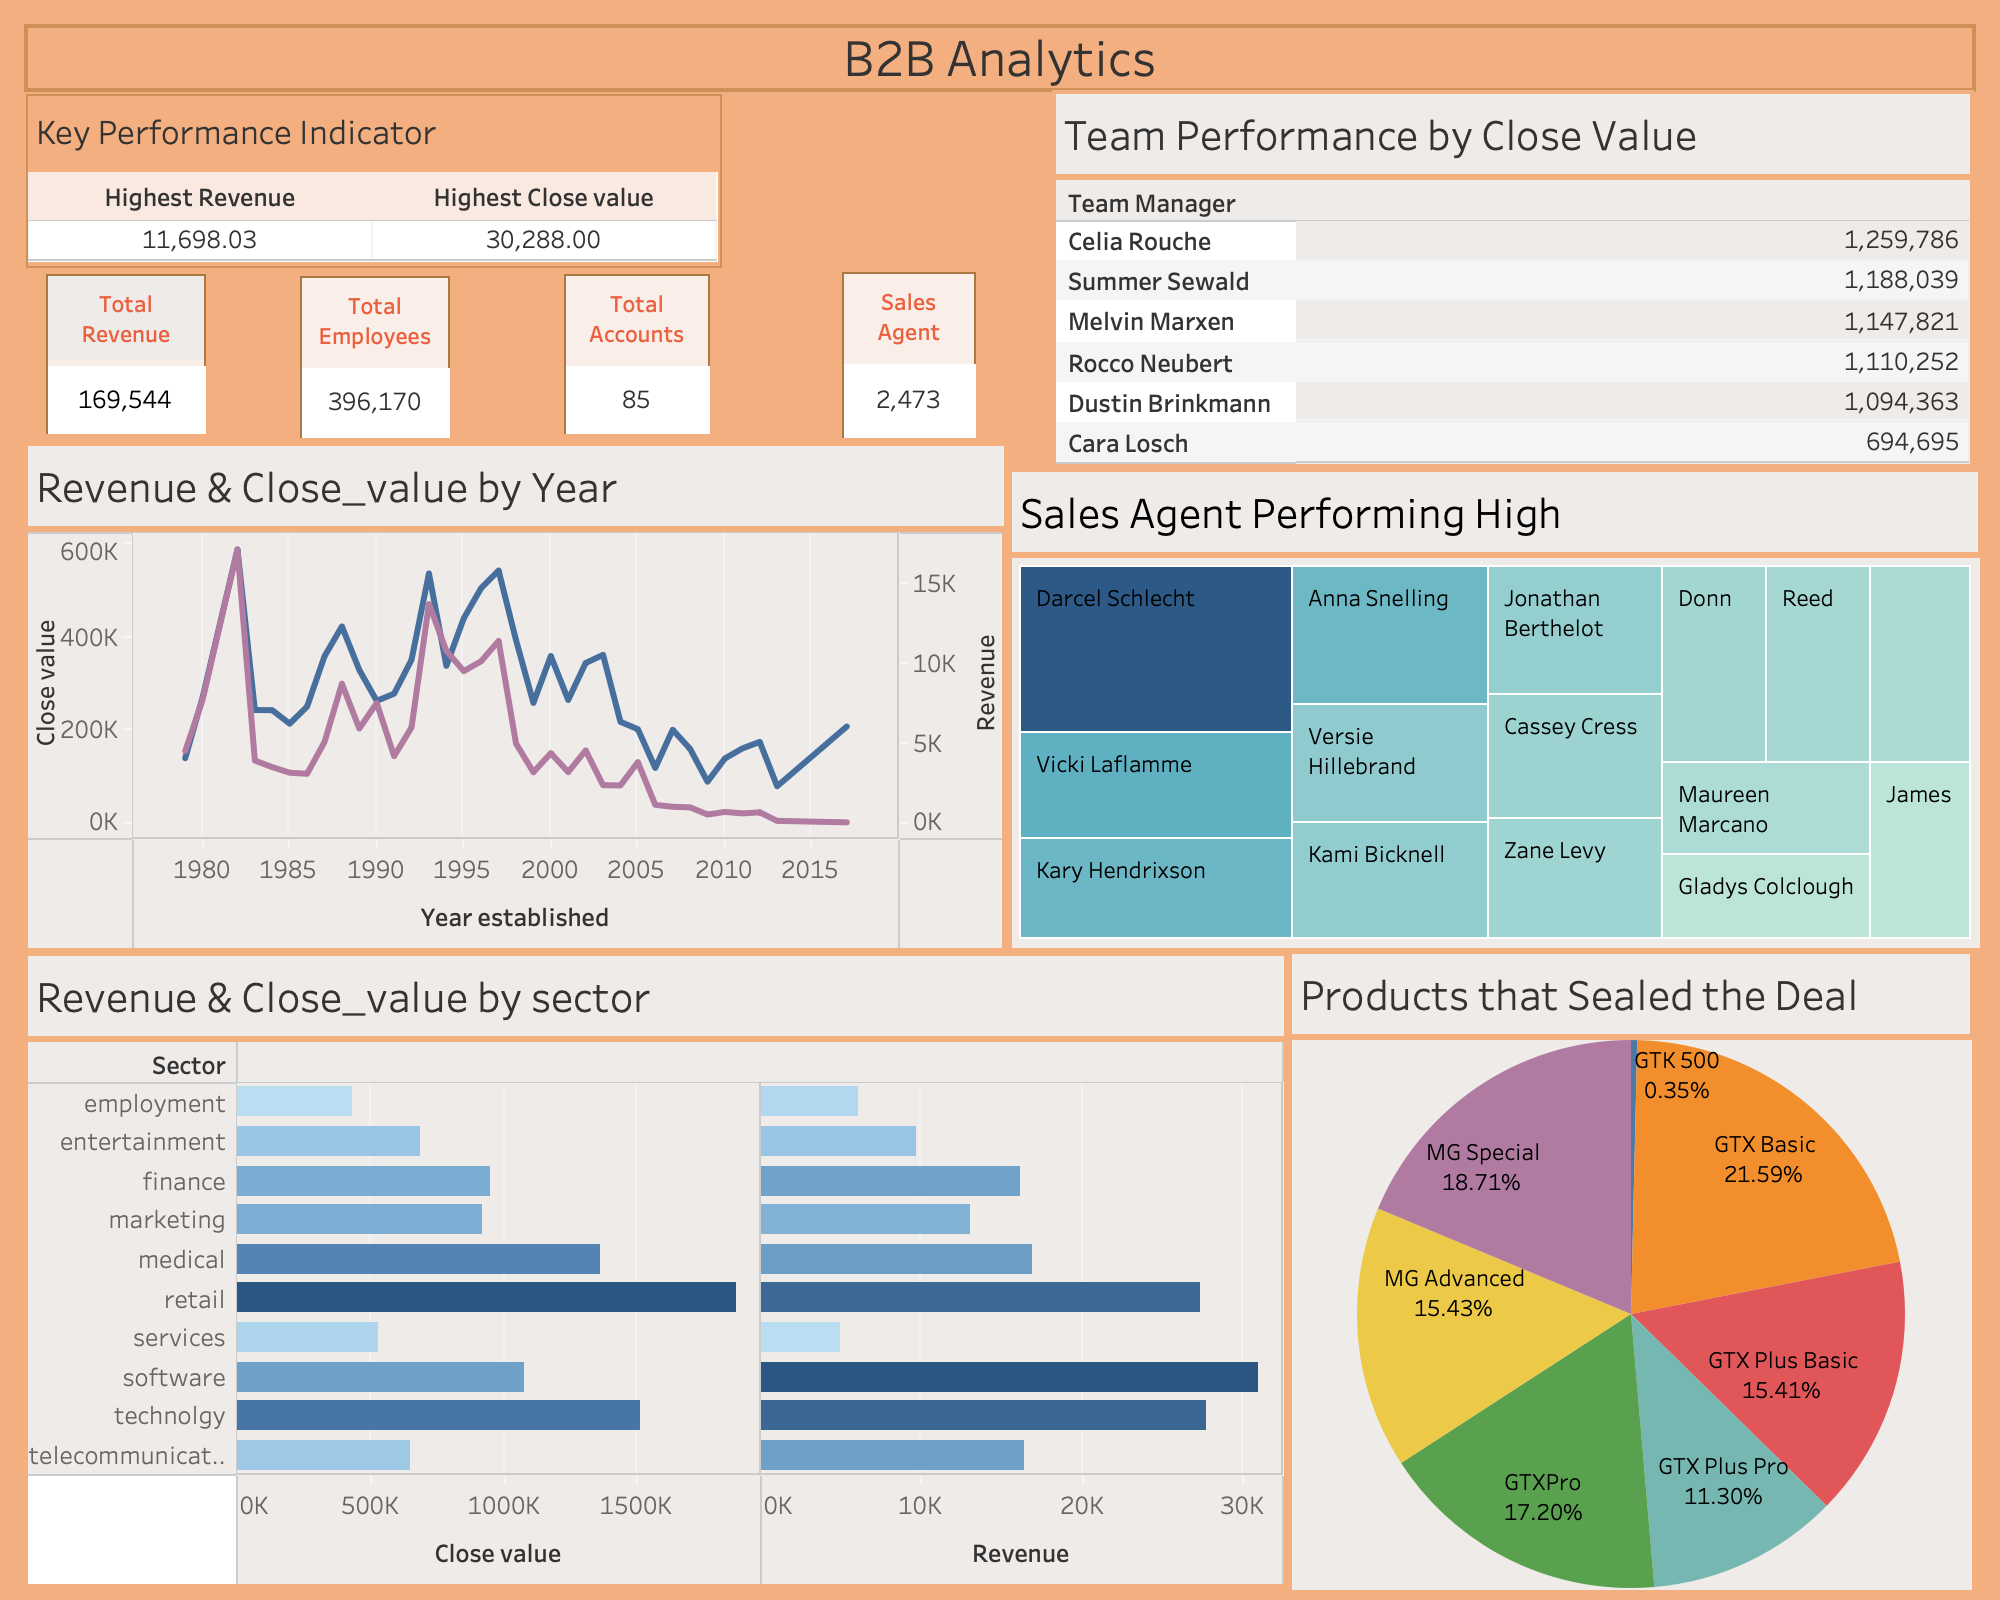 B2B Analytics
Key Performance Indicator
Highest Revenue Highest Close value
11,698.03 30,288.00
Total
Revenue
169,544
Total
Employees
396,170
Total
Accounts
85
Sales
Agent
2,473
Team Performance by Close Value
Team Manager
Celia Rouche 1,259,786
Summer Sewald 1,188,039
Melvin Marxen 1,147,821
Rocco Neubert 1,110,252
Dustin Brinkmann 1,094,363
Cara Losch 694,695
Revenue & Close_value by Year
600K
400K
200K
0K
Close value
15K
10K
5K
0K
Revenue
1980 1985 1990 1995 2000 2005 2010 2015
Year established
Sales Agent Performing High
Darcel Schlecht
Vicki Laflamme
Kary Hendrixson
Anna Snelling
Versie
Hillebrand
Kami Bicknell
Jonathan
Berthelot
Cassey Cress
Zane Levy
Donn
Reed
Maureen
Marcano
Gladys Colclough
James
Revenue & Close_value by sector
Sector
employment
entertainment
finance
marketing
medical
retail
services
software
technolgy
telecommunicat..
0K 500K 1000K 1500K
Close value
0K 10K 20K 30K
Revenue
Products that Sealed the Deal
GTK 500
0.35%
GTX Basic
21.59%
GTX Plus Basic
15.41%
GTX Plus Pro
11.30%
GTXPro
17.20%
MG Advanced
15.43%
MG Special
18.71%